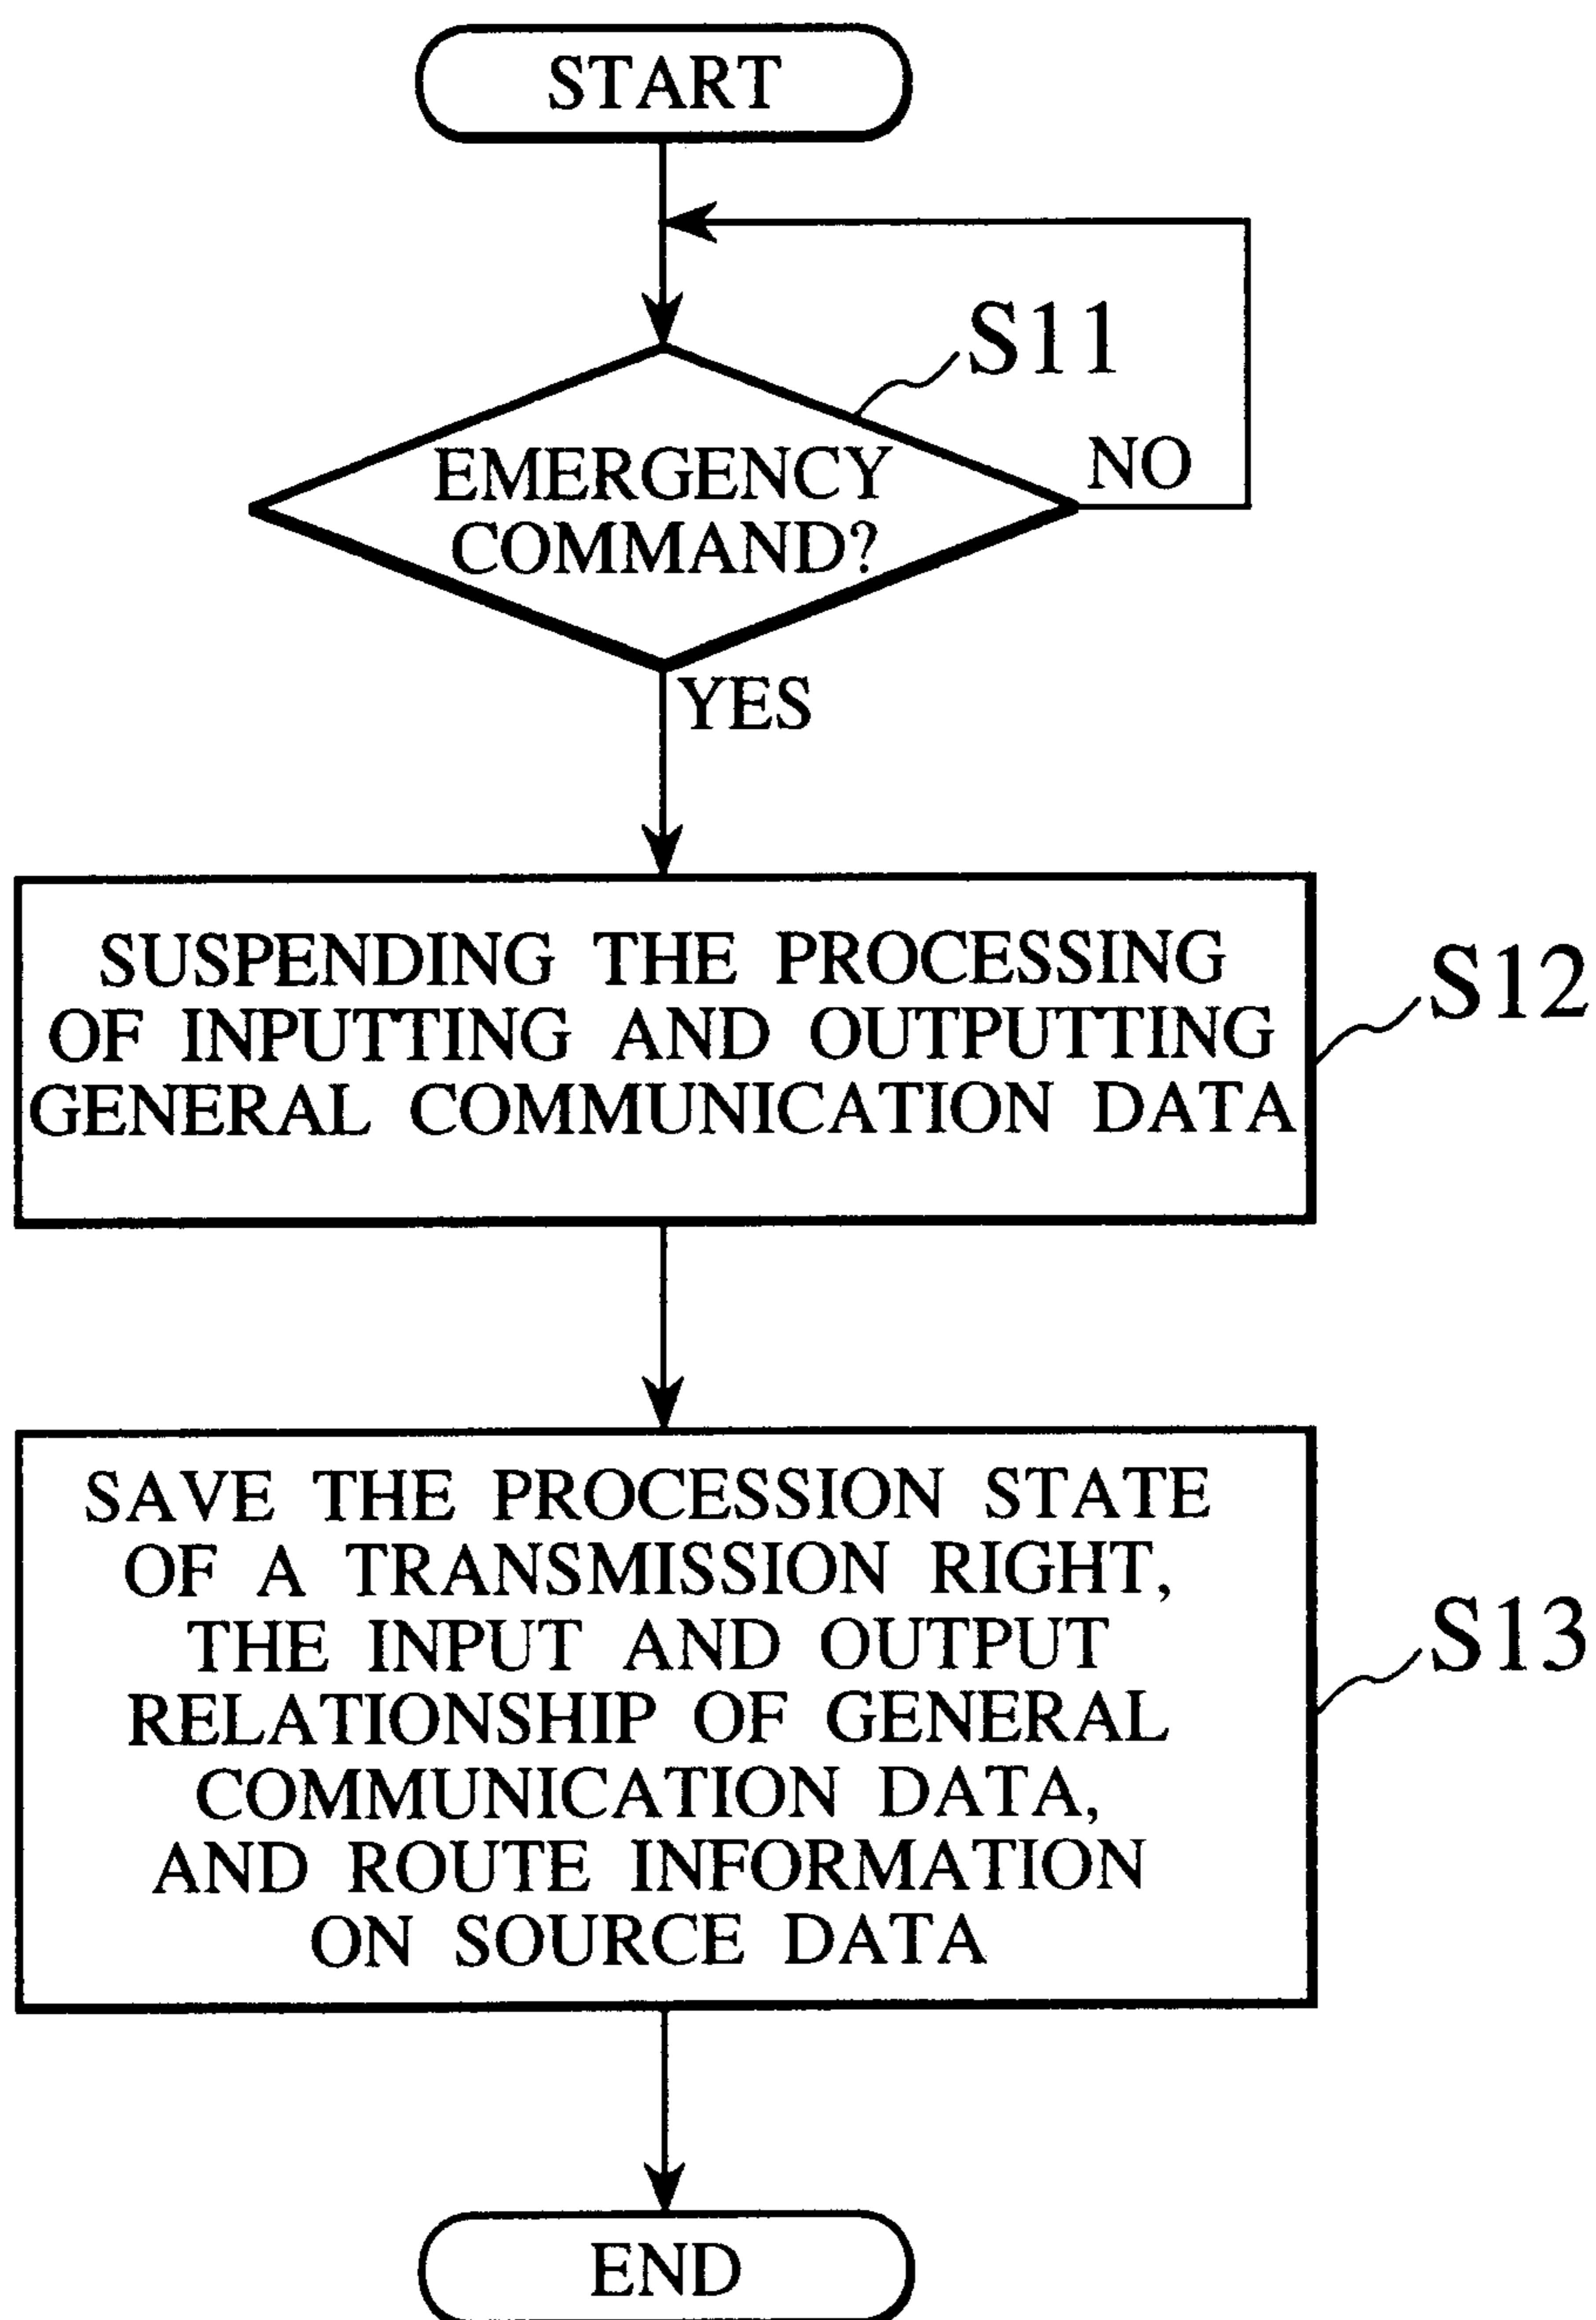 START
S11
EMERGENCY
COMMAND?
NO
YES
SUSPENDING THE PROCESSING
OF INPUTTING AND OUTPUTTING
GENERAL COMMUNICATION DATA
S12
SAVE THE PROCESSION STATE
OF A TRANSMISSION RIGHT,
THE INPUT AND OUTPUT
RELATIONSHIP OF GENERAL
COMMUNICATION DATA,
AND ROUTE INFORMATION
ON SOURCE DATA
S13
END